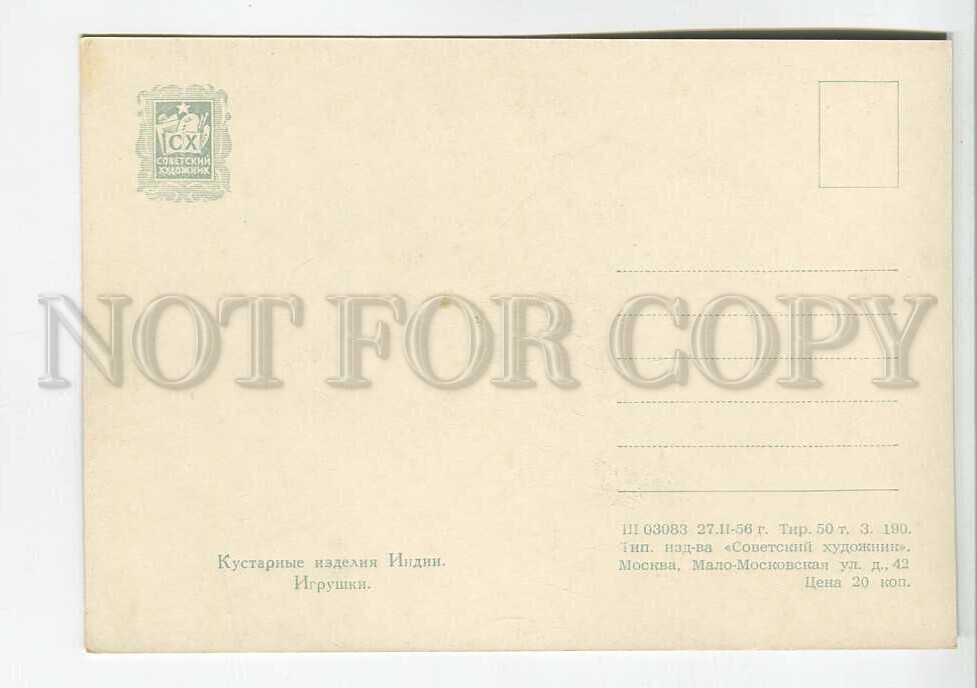 СХ
СОВЕТСКИЙ
ХУДОЖНИК
NOT FOR COPY
Кустарные изделия Индии.
Игрушки.
Ш 03083 27.II-56 г. Тир. 50 т. З. 190.
Тип. изд-ва «Советский художник».
Москва, Мало-Московская ул. д., 42
Цена 20 коп.